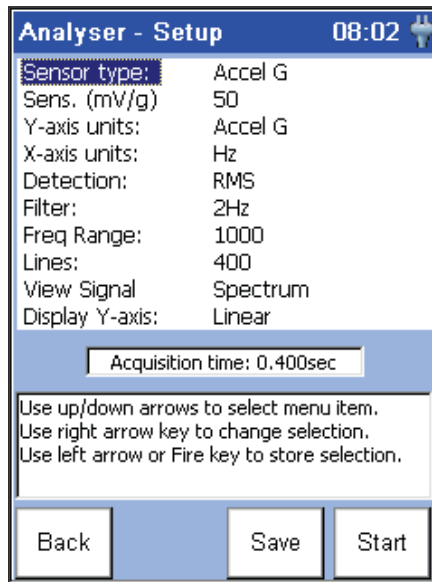 Analyser - Setup 08:02
Sensor type: Accel G
Sens. (mV/g) 50
Y-axis units: Accel G
X-axis units: Hz
Detection: RMS
Filter: 2Hz
Freq Range: 1000
Lines: 400
View Signal Spectrum
Display Y-axis: Linear
Acquisition time: 0.400sec
Use up/down arrows to select menu item.
Use right arrow key to change selection.
Use left arrow or Fire key to store selection.
Back Save Start